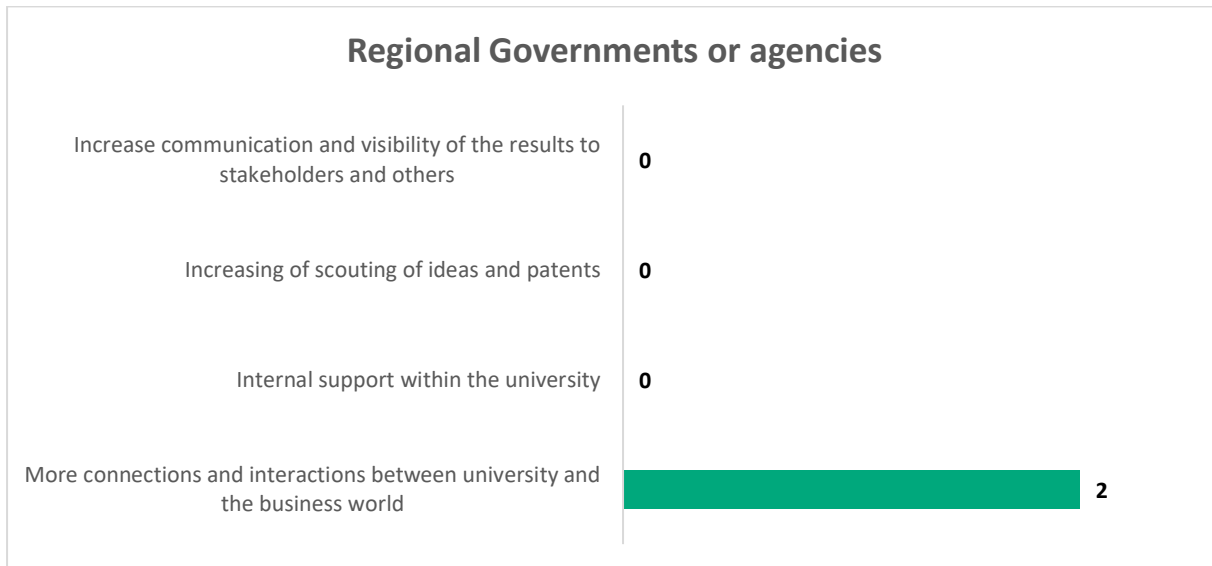 Regional Governments or agencies
Increase communication and visibility of the results to
stakeholders and others
0
Increasing of scouting of ideas and patents
0
Internal support within the university
0
More connections and interactions between university and
the business world
2